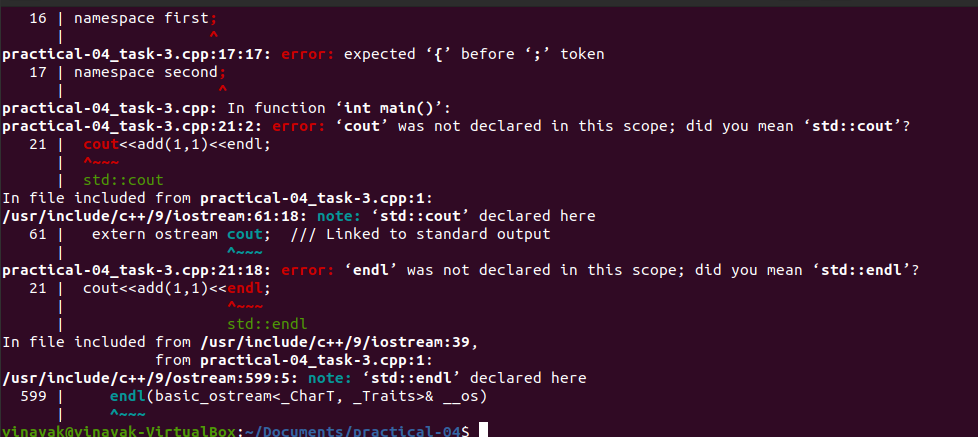 16 | namespace first;
      |                ^
practical-04_task-3.cpp:17:17: error: expected ‘{’ before ‘;’ token
   17 | namespace second;
      |                 ^
practical-04_task-3.cpp: In function ‘int main()’:
practical-04_task-3.cpp:21:2: error: ‘cout’ was not declared in this scope; did you mean ‘std::cout’?
   21 |  cout<<add(1,1)<<endl;
      |  ^~~~
      |  std::cout
In file included from practical-04_task-3.cpp:1:
/usr/include/c++/9/iostream:61:18: note: ‘std::cout’ declared here
   61 |   extern ostream cout;  /// Linked to standard output
      |                  ^~~~
practical-04_task-3.cpp:21:18: error: ‘endl’ was not declared in this scope; did you mean ‘std::endl’?
   21 |  cout<<add(1,1)<<endl;
      |                  ^~~~
      |                  std::endl
In file included from /usr/include/c++/9/iostream:39,
                 from practical-04_task-3.cpp:1:
/usr/include/c++/9/ostream:599:5: note: ‘std::endl’ declared here
  599 |     endl(basic_ostream<_CharT, _Traits>& __os)
      |     ^~~~
vinayak@vinayak-VirtualBox:~/Documents/practical-04$